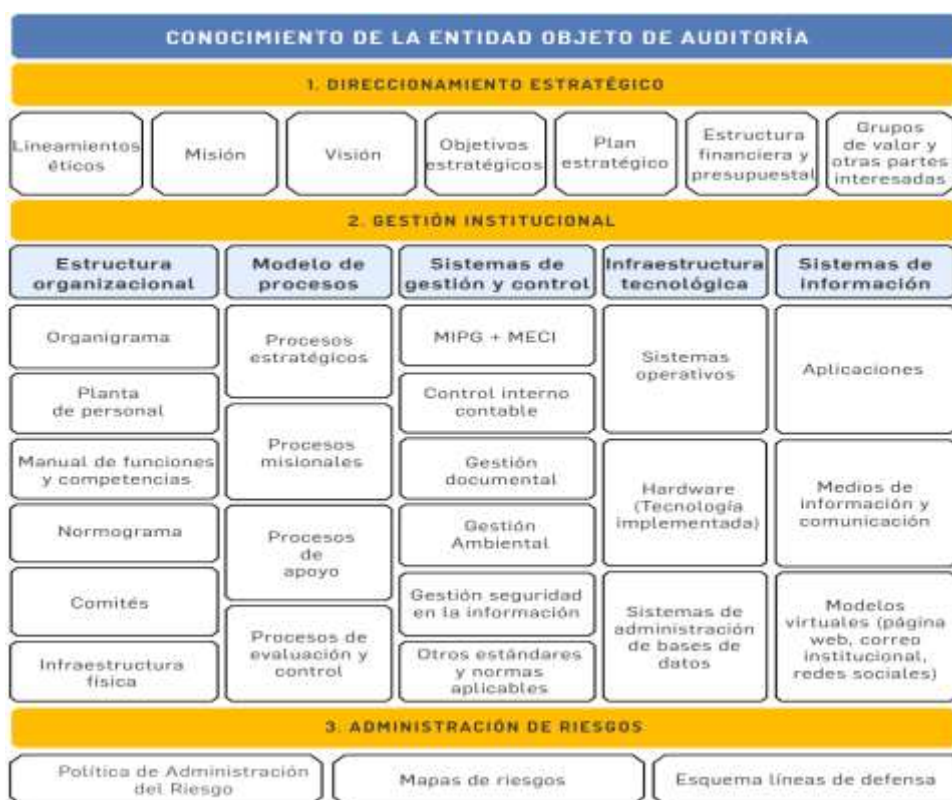 CONOCIMIENTO DE LA ENTIDAD OBJETO DE AUDITORÍA
1. DIRECCIONAMIENTO ESTRATÉGICO
Lineamientos
éticos
Misión
Visión
Objetivos
estratégicos
Plan
estratégico
Estructura
financiera y
presupuestal
Grupos
de valor y
otras partes
interesadas
2. GESTIÓN INSTITUCIONAL
Estructura
organizacional
Organigrama
Planta
de personal
Manual de funciones
y competencias
Normograma
Comités
Infraestructura
física
Modelo de
procesos
Procesos
estratégicos
Procesos
misionales
Procesos
de
apoyo
Procesos de
evaluación y
control
Sistemas de
gestión y control
MIPG + MECI
Control interno
contable
Gestión
documental
Gestión
Ambiental
Gestión seguridad
en la información
Otros estándares
y normas
aplicables
Infraestructura
tecnológica
Sistemas
operativos
Hardware
(Tecnología
implementada)
Sistemas de
administración
de bases de
datos
Sistemas de
información
Aplicaciones
Medios de
información y
comunicación
Modelos
virtuales (página
web, correo
institucional,
redes sociales)
3. ADMINISTRACIÓN DE RIESGOS
Política de Administración
del Riesgo
Mapas de riesgos
Esquema líneas de defensa